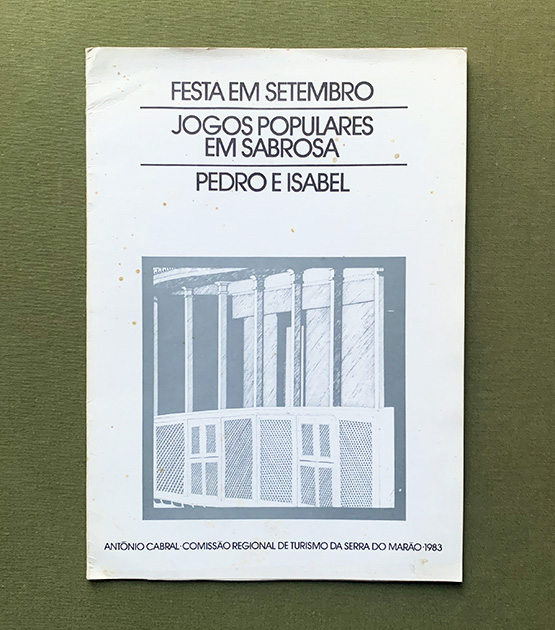 FESTA EM SETEMBRO
JOGOS POPULARES
EM SABROSA
PEDRO E ISABEL
ANTÓNIO CABRAL·COMISSÃO REGIONAL DE TURISMO DA SERRA DO MARÃO·1983